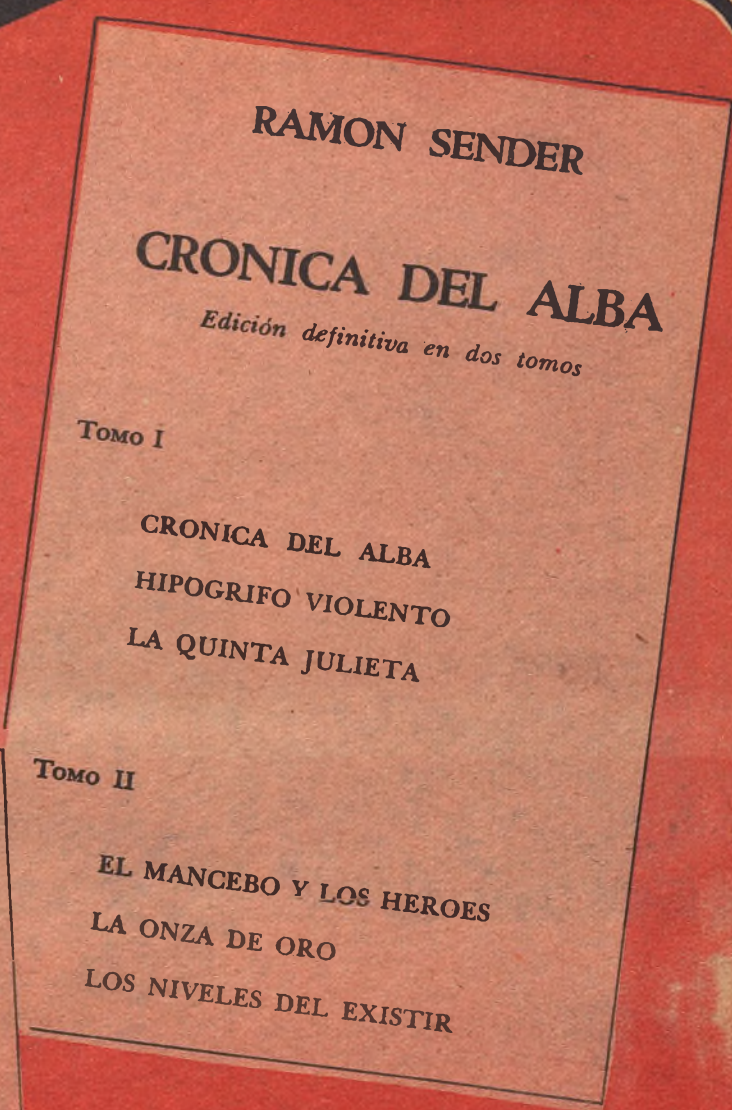 RAMON SENDER
CRONICA DEL ALBA
Edición definitiva en dos tomos
Tomo I
CRONICA DEL ALBA
HIPOGRIFO VIOLENTO
LA QUINTA JULIETA
Tomo II
EL MANCEBO Y LOS HEROES
LA ONZA DE ORO
LOS NIVELES DEL EXISTIR